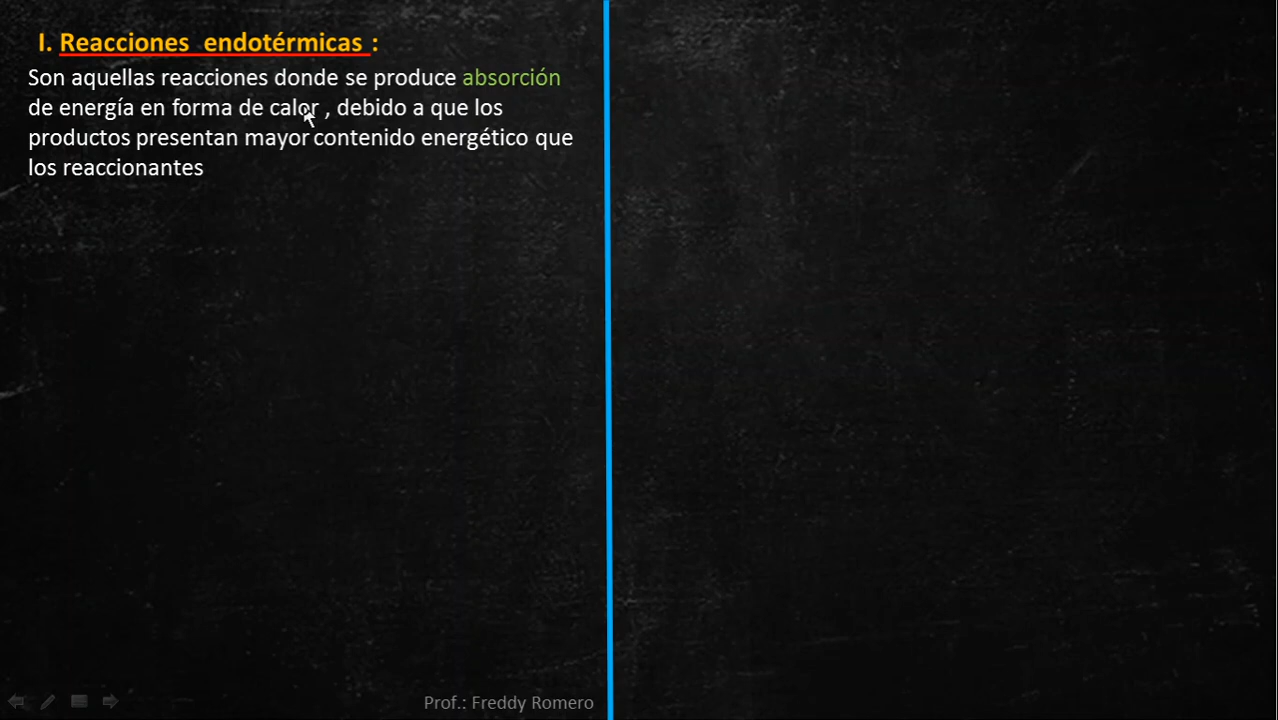 I. Reacciones endotérmicas :
Son aquellas reacciones donde se produce absorción
de energía en forma de calor , debido a que los
productos presentan mayor contenido energético que
los reaccionantes
Prof.: Freddy Romero